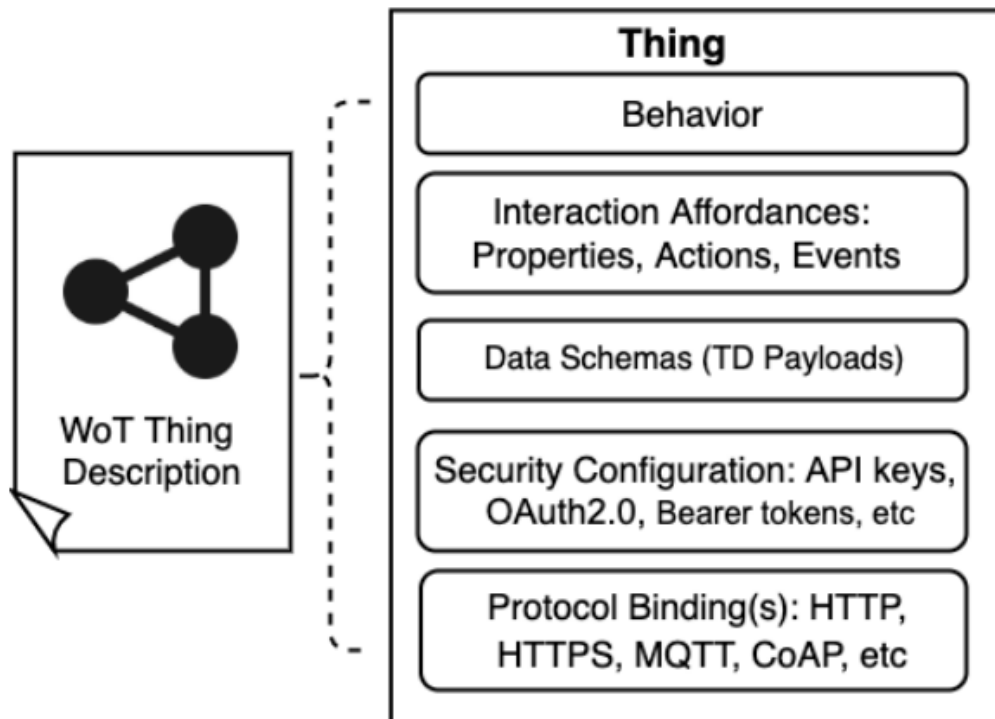 Thing
Behavior
Interaction Affordances:
Properties, Actions, Events
Data Schemas (TD Payloads)
Security Configuration: API keys,
OAuth2.0, Bearer tokens, etc
Protocol Binding(s): HTTP,
HTTPS, MQTT, CoAP, etc
WoT Thing
Description